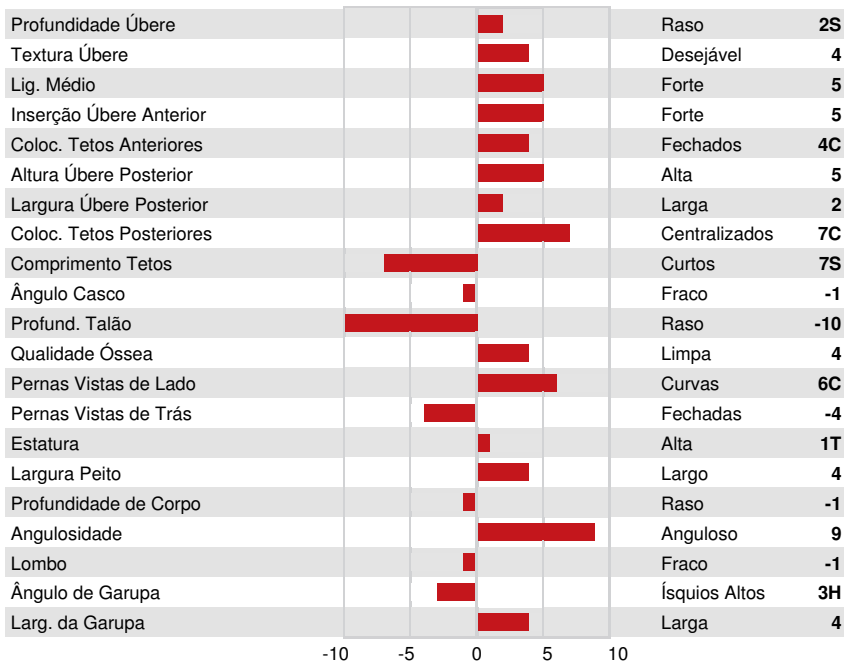 Profundidade Úbere Raso 2S
Textura Úbere Desejável 4
Lig. Médio Forte 5
Inserção Úbere Anterior Forte 5
Coloc. Tetos Anteriores Fechados 4C
Altura Úbere Posterior Alta 5
Largura Úbere Posterior Larga 2
Coloc. Tetos Posteriores Centralizados 7C
Comprimento Tetos Curtos 7S
Ângulo Casco Fraco -1
Profund. Talão Raso -10
Qualidade Óssea Limpa 4
Pernas Vistas de Lado Curvas 6C
Pernas Vistas de Trás Fechadas -4
Estatura Alta 1T
Largura Peito Largo 4
Profundidade de Corpo Raso -1
Angulosidade Anguloso 9
Lombo Fraco -1
Ângulo de Garupa Ísquios Altos 3H
Larg. da Garupa Larga 4
-10 -5 0 5 10